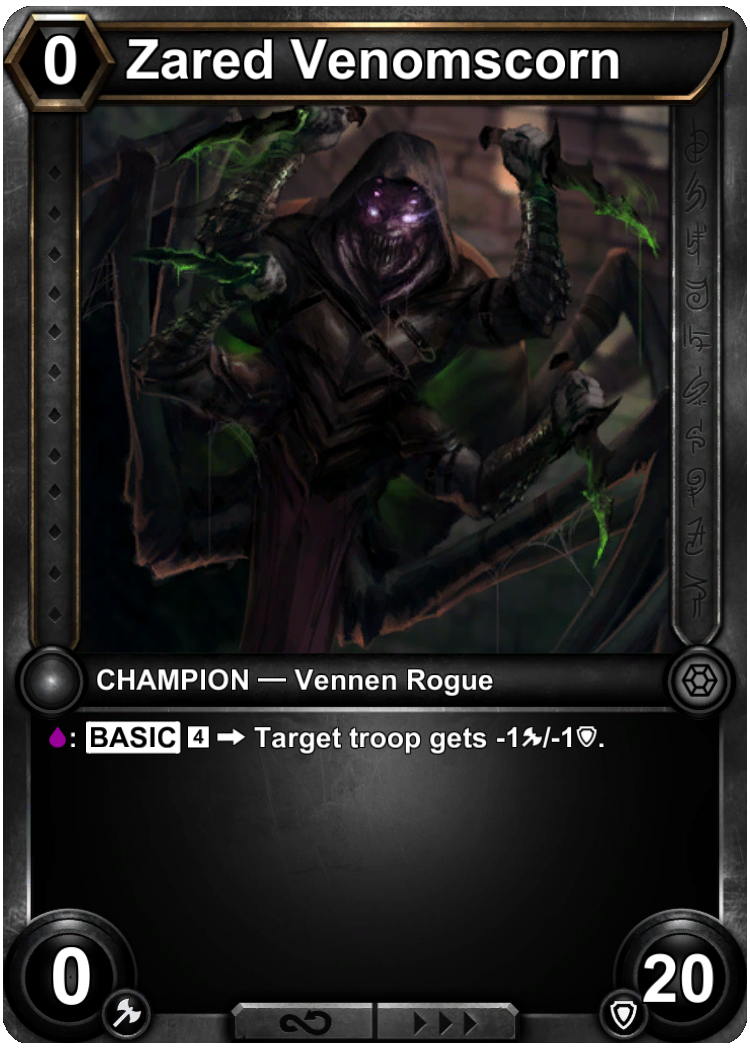 0 Zared Venomscorn
CHAMPION — Vennen Rogue
: BASIC 4 ➡ Target troop gets -1/-1.
0 20